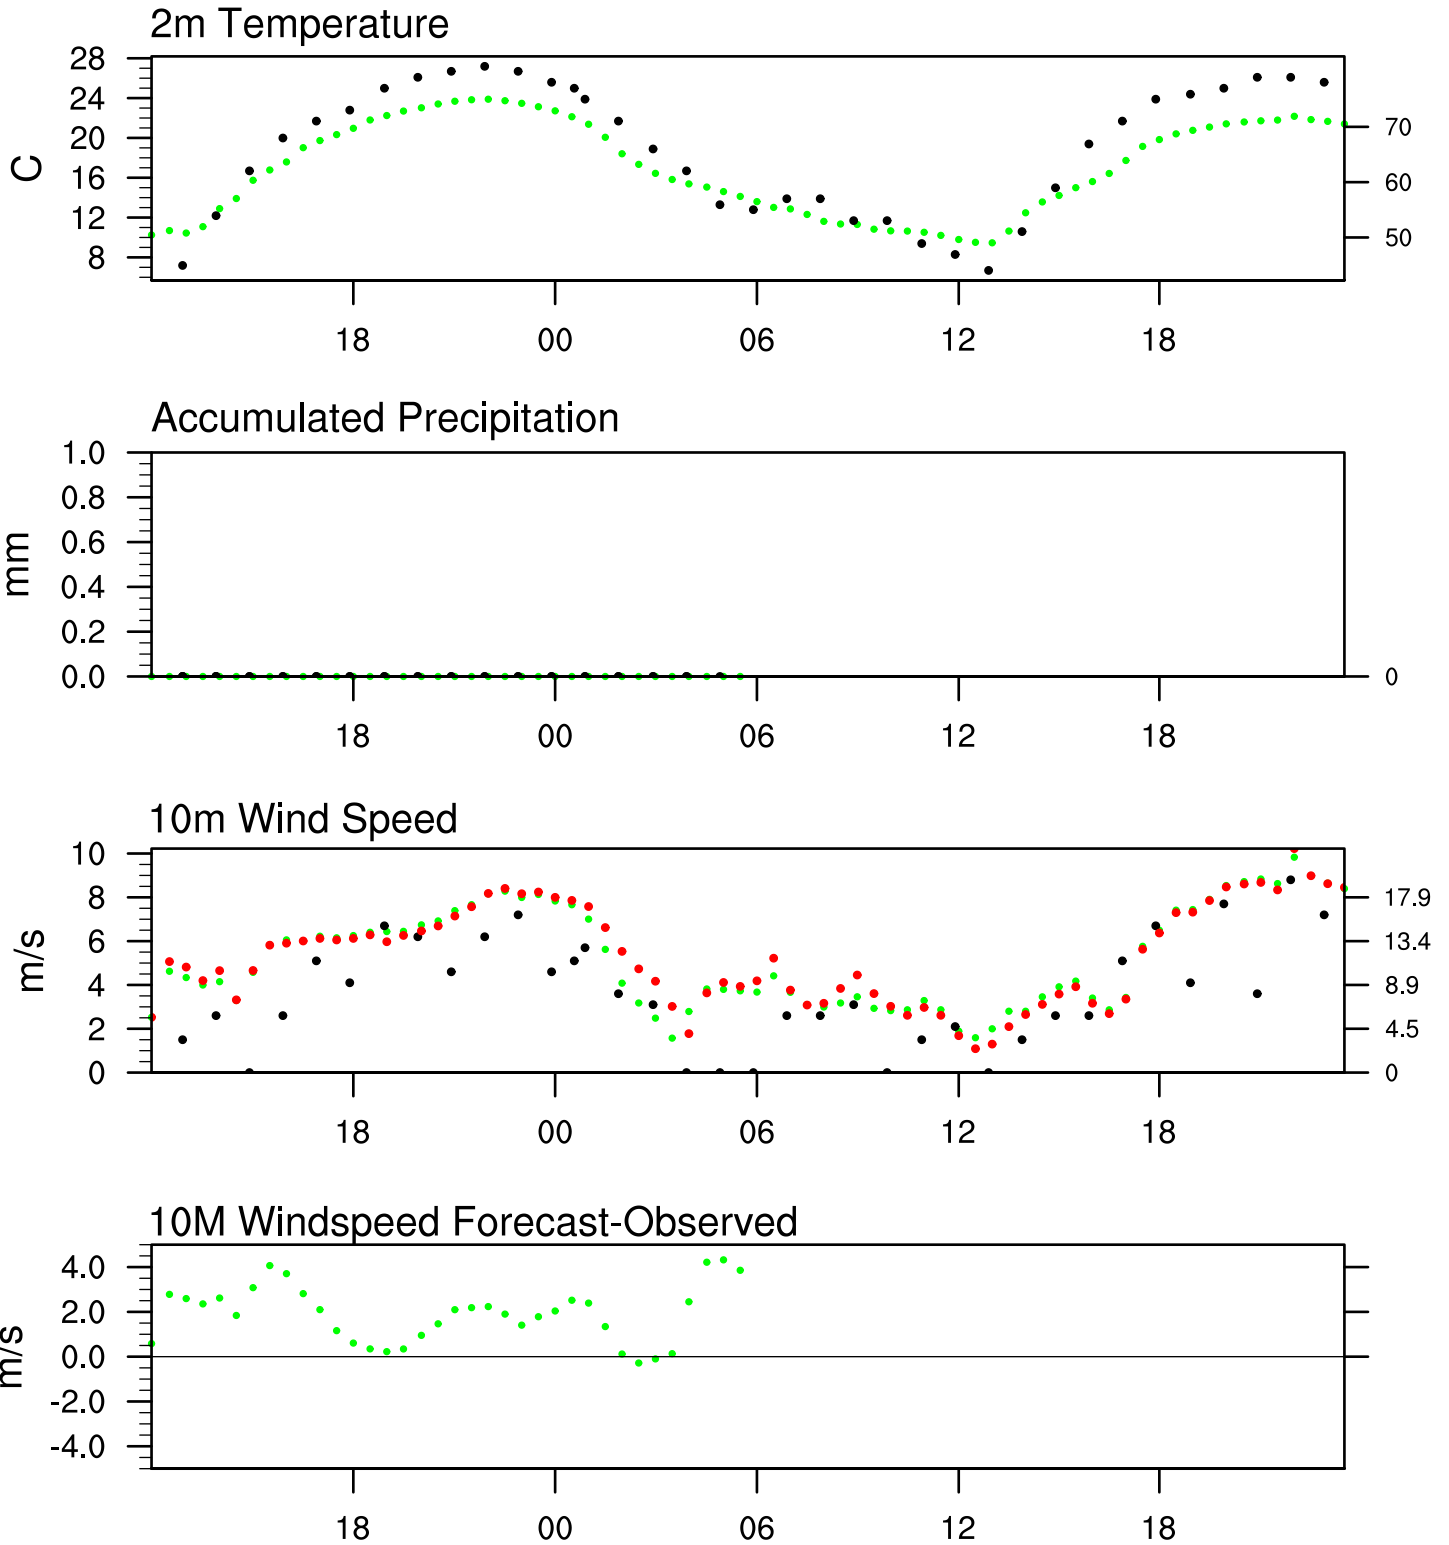 2m Temperature
28
24
20
16
12
8
C
70
60
50
18 00 06 12 18
Accumulated Precipitation
1.0
0.8
0.6
0.4
0.2
0.0
mm
0
18 00 06 12 18
10m Wind Speed
10
8
6
4
2
0
m/s
17.9
13.4
8.9
4.5
0
18 00 06 12 18
10M Windspeed Forecast-Observed
4.0
2.0
0.0
-2.0
-4.0
m/s
18 00 06 12 18